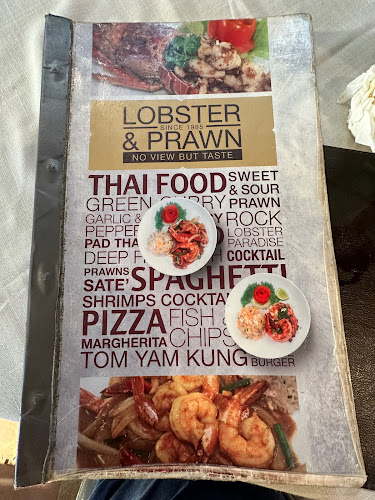 LOBSTER
SINCE 1985
& PRAWN
NO VIEW BUT TASTE
THAI FOOD SWEET
& SOUR
GREEN CURRY PRAWN
GARLIC & ROCK
PEPPER LOBSTER
PAD THAI PARADISE
DEEP COCKTAIL
PRAWNS
SATE' SPAGHETTI
SHRIMPS COCKTAIL
PIZZA FISH &
MARGHERITA CHIPS
TOM YAM KUNG BURGER